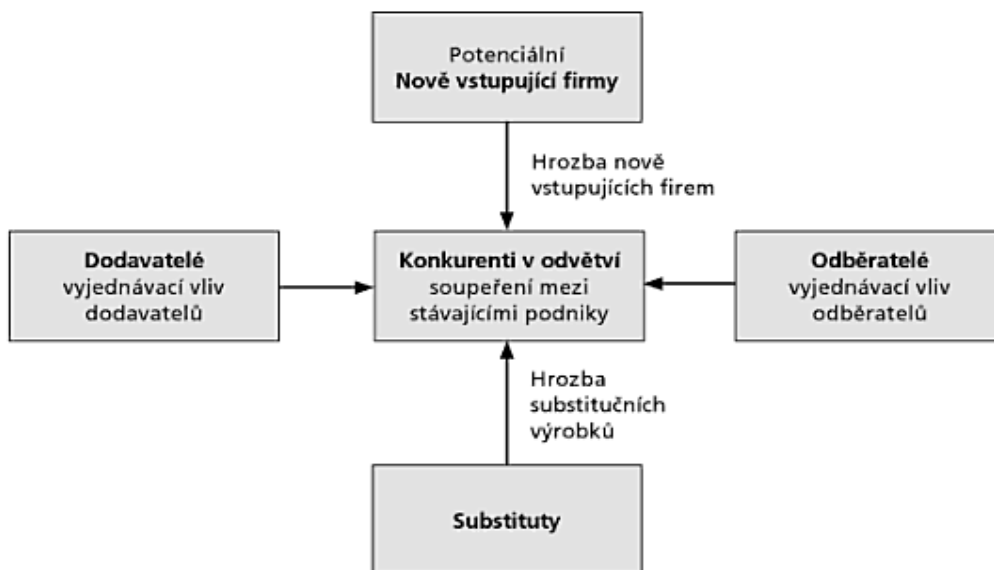 Potenciální
Nově vstupující firmy
Hrozba nově
vstupujících firem
Dodavatelé
vyjednávací vliv
dodavatelů
Konkurenti v odvětví
soupeření mezi
stávajícími podniky
Odběratelé
vyjednávací vliv
odběratelů
Hrozba
substitučních
výrobků
Substituty